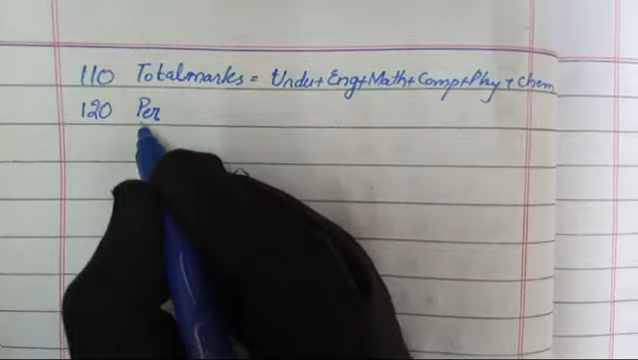 110 Totalmarks = Urdu+Eng+Math+Comp+Phy+Chem
120 Per